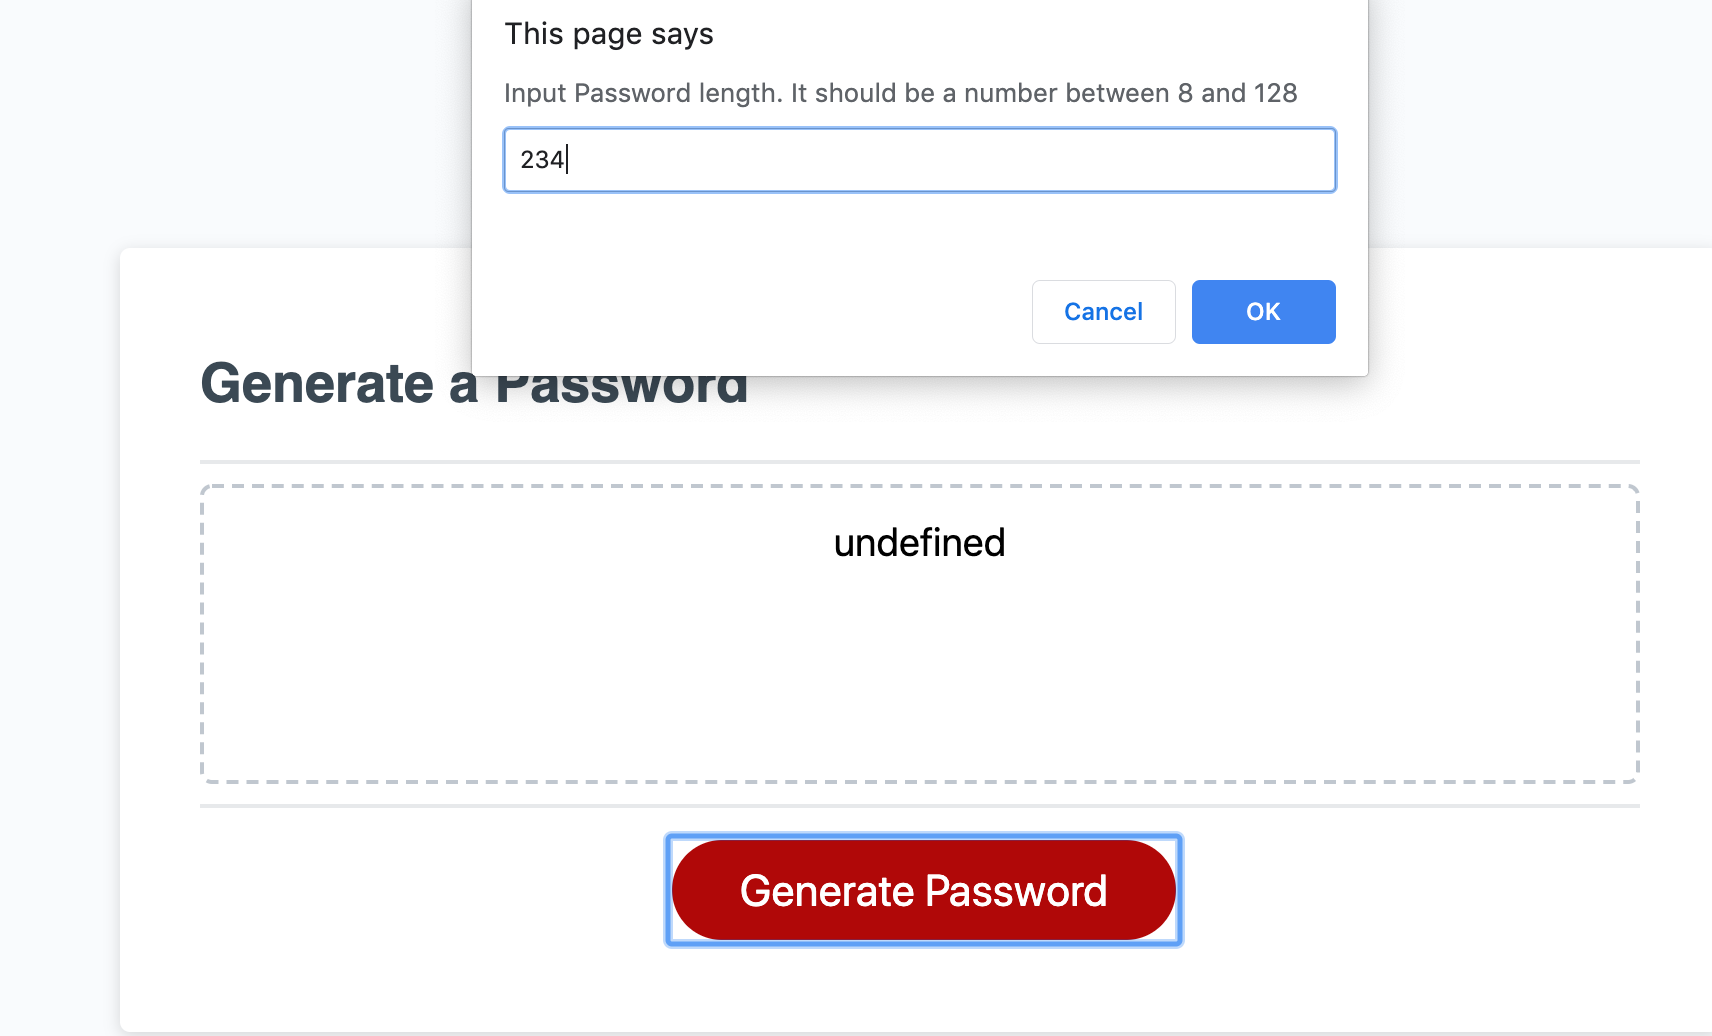 This page says
Input Password length. It should be a number between 8 and 128
234
Cancel
OK
Generate a Password
undefined
Generate Password